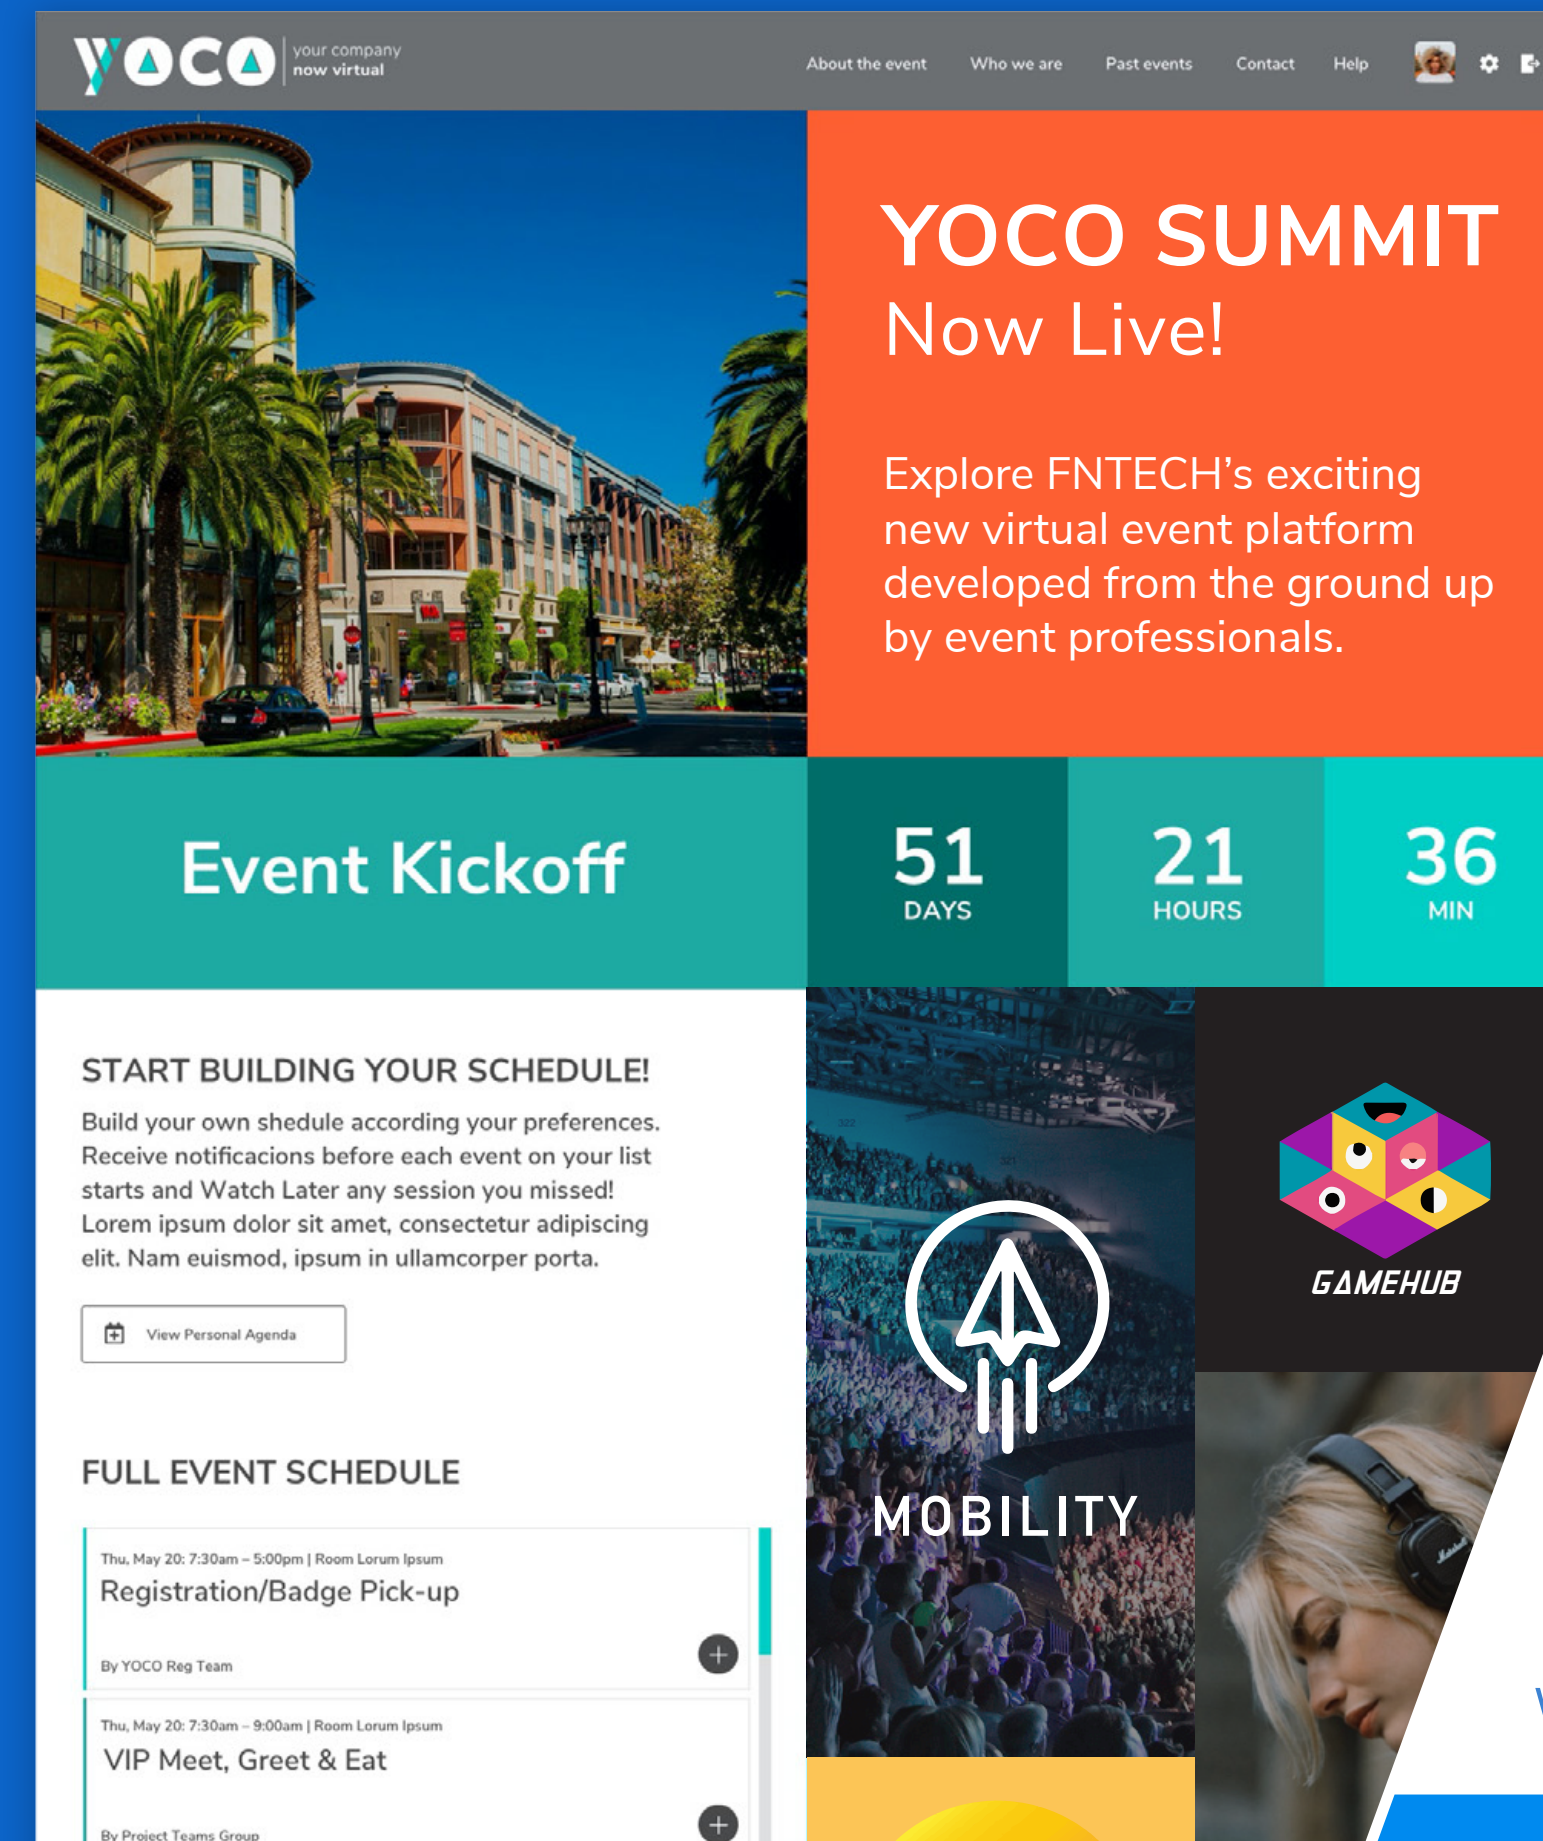 YOCO
your company
now virtual
About the event
Who we are
Past events
Contact
Help
YOCO SUMMIT
Now Live!
Explore FNTECH’s exciting
new virtual event platform
developed from the ground up
by event professionals.
Event Kickoff
51
DAYS
21
HOURS
36
MIN
START BUILDING YOUR SCHEDULE!
Build your own shedule according your preferences.
Receive notificacions before each event on your list
starts and Watch Later any session you missed!
Lorem ipsum dolor sit amet, consectetur adipiscing
elit. Nam euismod, ipsum in ullamcorper porta.
View Personal Agenda
FULL EVENT SCHEDULE
Thu, May 20: 7:30am – 5:00pm | Room Lorum Ipsum
Registration/Badge Pick-up
By YOCO Reg Team
Thu, May 20: 7:30am – 9:00am | Room Lorum Ipsum
VIP Meet, Greet & Eat
By Project Teams Group
322
321
MOBILITY
GAMEHUB
Marshall